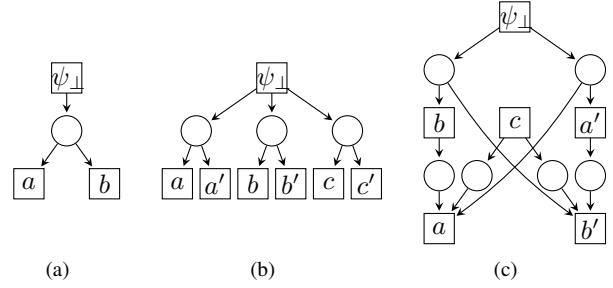 ψ⊥
a b
(a)
ψ⊥
a a′ b b′ c c′
(b)
ψ⊥
b c a′
a b′
(c)